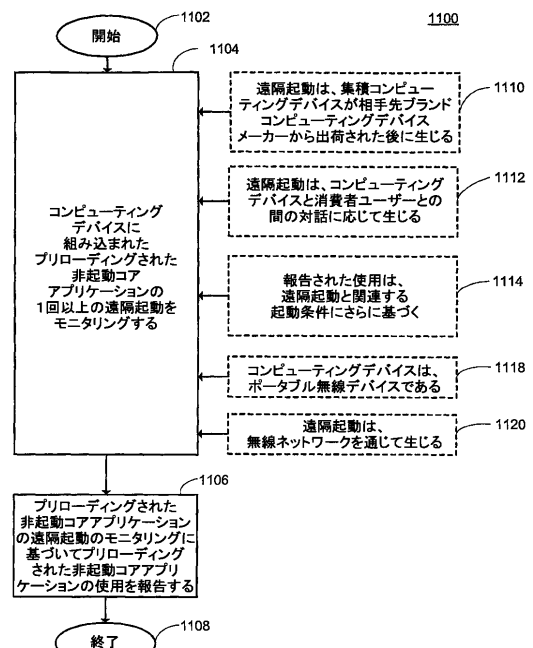 1100
開始
1102
1104
コンピューティング
デバイスに
組み込まれた
プリローディングされた
非起動コア
アプリケーションの
1回以上の遠隔起動を
モニタリングする
遠隔起動は、集積コンピュー
ティングデバイスが相手先ブランド
コンピューティングデバイス
メーカーから出荷された後に生じる
1110
遠隔起動は、コンピューティング
デバイスと消費者ユーザーとの
間の対話に応じて生じる
1112
報告された使用は、
遠隔起動と関連する
起動条件にさらに基づく
1114
コンピューティングデバイスは、
ポータブル無線デバイスである
1118
遠隔起動は、
無線ネットワークを通じて生じる
1120
1106
プリローディングされた
非起動コアアプリケーション
の遠隔起動のモニタリングに
基づいてプリローディング
された非起動コアアプリ
ケーションの使用を報告する
終了
1108